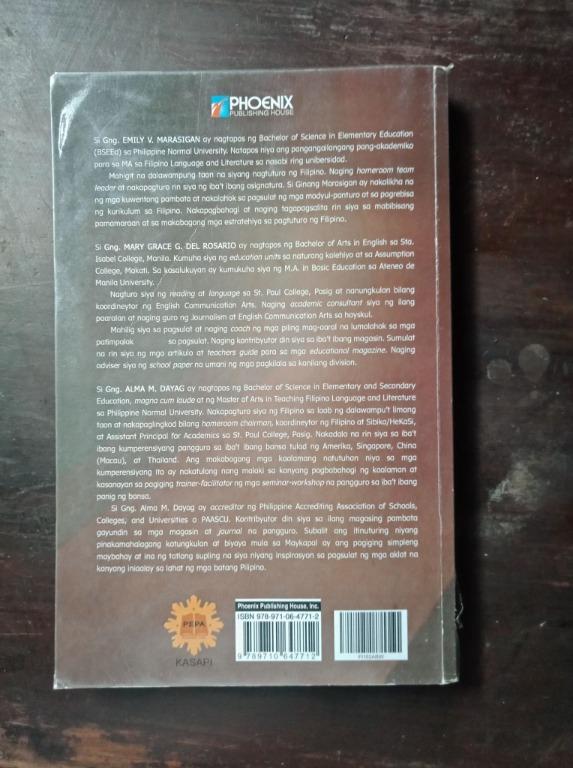 PHOENIX
PUBLISHING HOUSE
Si Gng. EMILY V. MARASIGAN ay nagtapos ng Bachelor of Science in Elementary Education
(BSEEd) sa Philippine Normal University. Natapos niya ang pangangailangang pang-akademiko
para sa MA sa Filipino Language and Literature sa nasabi ring unibersidad.
Mahigit na dalawampung taon na siyang nagtuturo ng Filipino. Naging homeroom team
leader at nakapagturo rin siya ng iba't ibang asignatura. Si Ginang Marasigan ay nakalikha na
ng mga kuwentong pambata at nakalahok sa pagsulat ng mga modyul-panturo at sa pagrebisa
ng kurikulum sa Filipino. Nakapagbahagi at naging tagapagsalita rin siya sa mabibisang
pamamaraan at sa makabagong mga estratehiya sa pagtuturo ng Filipino.
Si Gng. MARY GRACE G. DEL ROSARIO ay nagtapos ng Bachelor of Arts in English sa Sta.
Isabel College, Manila. Kumuha siya ng education units sa naturang kolehiyo at sa Assumption
College, Makati. Sa kasalukuyan ay kumukuha siya ng M.A. in Basic Education sa Ateneo de
Manila University.
Nagturo siya ng reading at language sa St. Paul College, Pasig at nanungkulan bilang
koordineytor ng English Communication Arts. Naging academic consultant siya ng ilang
paaralan at naging guro ng Journalism at English Communication Arts sa hayskul.
Mahilig siya sa pagsulat at naging coach ng mga piling mag-aaral na lumalahok sa mga
patimpalak sa pagsulat. Naging kontribyutor din siya sa iba't ibang magasin. Sumulat
na rin siya ng mga artikulo at teachers guide para sa mga educational magazine. Naging
adviser siya ng school paper na umani ng mga pagkilala sa kanilang division.
Si Gng. ALMA M. DAYAG ay nagtapos ng Bachelor of Science in Elementary and Secondary
Education, magna cum laude at ng Master of Arts in Teaching Filipino Language and Literature
sa Philippine Normal University. Nakapagturo siya ng Filipino sa loob ng dalawampu't limang
taon at nakapaglingkod bilang homeroom chairman, koordineytor ng Filipino at Sibika/HeKaSi,
at Assistant Principal for Academics sa St. Paul College, Pasig. Nakadalo na rin siya sa iba't
ibang kumperensiyang pangguro sa iba't ibang bansa tulad ng Amerika, Singapore, China
(Macau), at Thailand. Ang makabagong mga kaalamang natutuhan niya sa mga
kumperensiyang ito ay nakatulong nang malaki sa kanyang pagbabahagi ng kaalaman at
kasanayan sa pagiging trainer-facilitator ng mga seminar-workshop na pangguro sa iba't ibang
panig ng bansa.
Si Gng. Alma M. Dayag ay accreditor ng Philippine Accrediting Association of Schools,
Colleges, and Universities o PAASCU. Kontribyutor din siya sa ilang magasing pambata
gayundin sa mga magasin at journal na pangguro. Subalit ang itinuturing niyang
pinakamahalagang katungkulan at biyaya mula sa Maykapal ay ang pagiging simpleng
maybahay at ina ng tatlong supling na siya niyang inspirasyon sa pagsulat ng mga aklat na
kanyang iniaalay sa lahat ng mga batang Pilipino.
PEPA
KASAPI
Phoenix Publishing House, Inc.
ISBN 978-971-06-4771-2
9 789710 647712